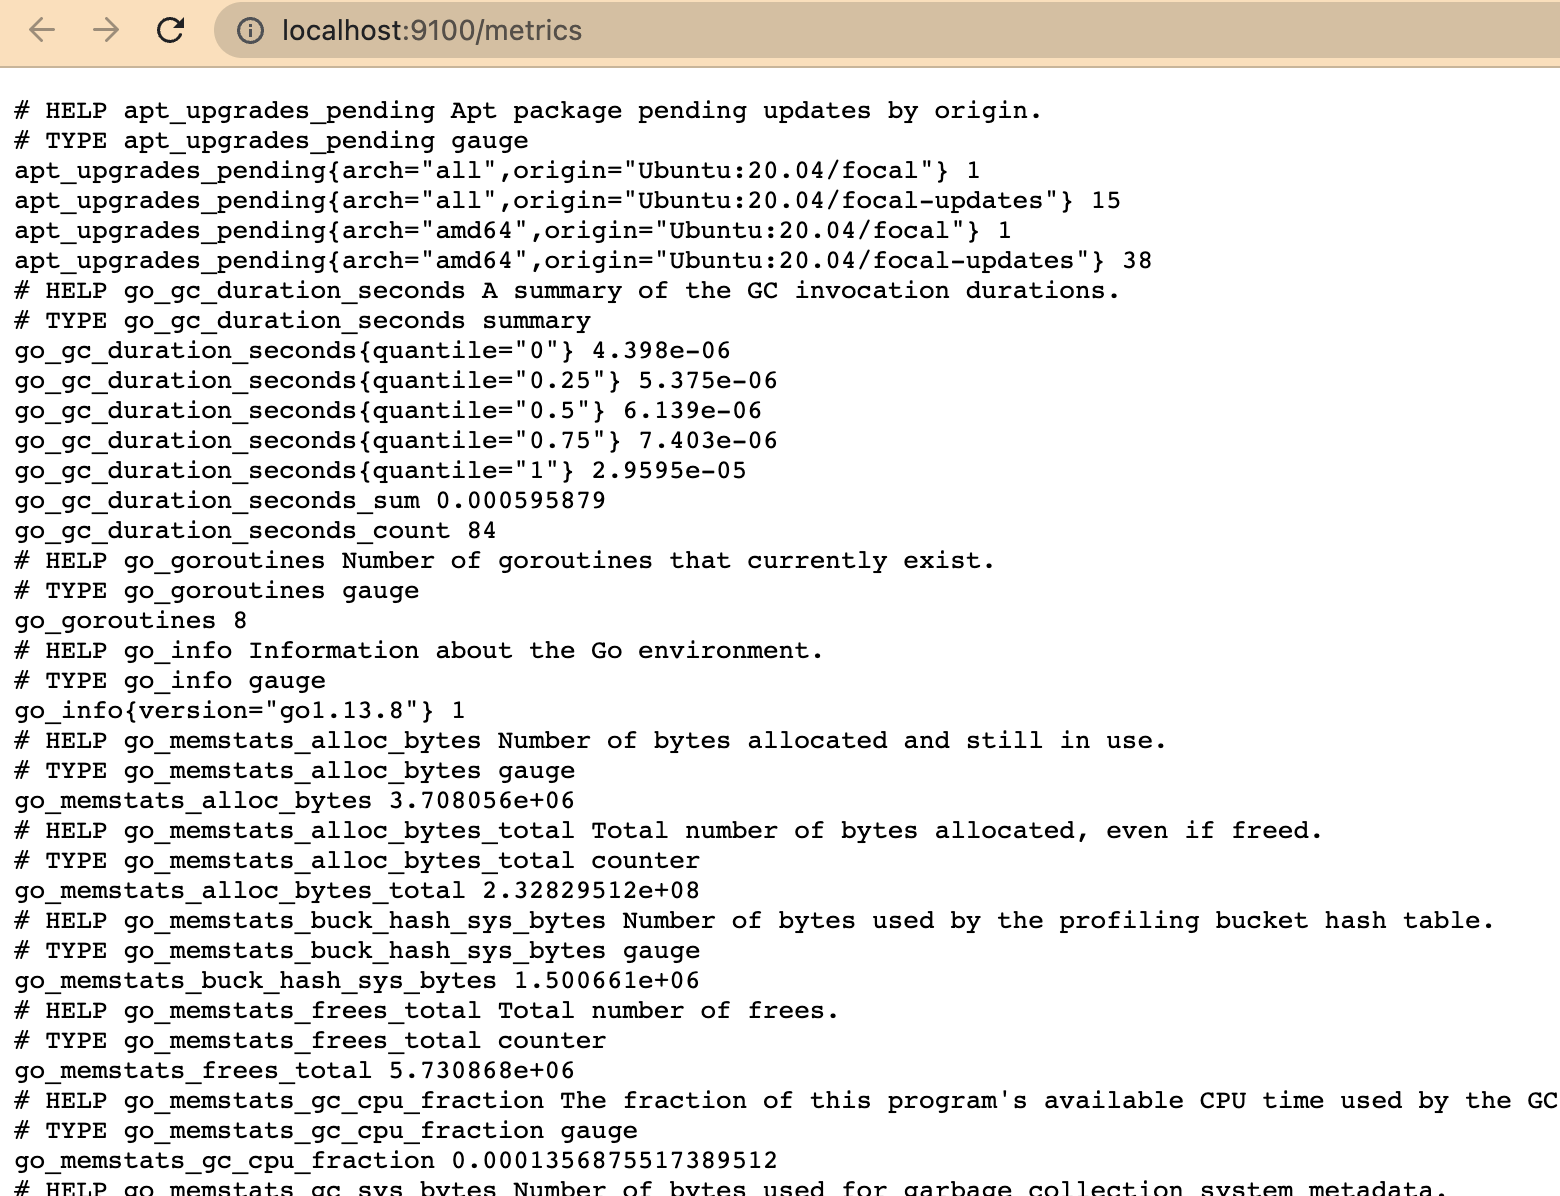 localhost:9100/metrics
# HELP apt_upgrades_pending Apt package pending updates by origin.
# TYPE apt_upgrades_pending gauge
apt_upgrades_pending{arch="all",origin="Ubuntu:20.04/focal"} 1
apt_upgrades_pending{arch="all",origin="Ubuntu:20.04/focal-updates"} 15
apt_upgrades_pending{arch="amd64",origin="Ubuntu:20.04/focal"} 1
apt_upgrades_pending{arch="amd64",origin="Ubuntu:20.04/focal-updates"} 38
# HELP go_gc_duration_seconds A summary of the GC invocation durations.
# TYPE go_gc_duration_seconds summary
go_gc_duration_seconds{quantile="0"} 4.398e-06
go_gc_duration_seconds{quantile="0.25"} 5.375e-06
go_gc_duration_seconds{quantile="0.5"} 6.139e-06
go_gc_duration_seconds{quantile="0.75"} 7.403e-06
go_gc_duration_seconds{quantile="1"} 2.9595e-05
go_gc_duration_seconds_sum 0.000595879
go_gc_duration_seconds_count 84
# HELP go_goroutines Number of goroutines that currently exist.
# TYPE go_goroutines gauge
go_goroutines 8
# HELP go_info Information about the Go environment.
# TYPE go_info gauge
go_info{version="go1.13.8"} 1
# HELP go_memstats_alloc_bytes Number of bytes allocated and still in use.
# TYPE go_memstats_alloc_bytes gauge
go_memstats_alloc_bytes 3.708056e+06
# HELP go_memstats_alloc_bytes_total Total number of bytes allocated, even if freed.
# TYPE go_memstats_alloc_bytes_total counter
go_memstats_alloc_bytes_total 2.32829512e+08
# HELP go_memstats_buck_hash_sys_bytes Number of bytes used by the profiling bucket hash table.
# TYPE go_memstats_buck_hash_sys_bytes gauge
go_memstats_buck_hash_sys_bytes 1.500661e+06
# HELP go_memstats_frees_total Total number of frees.
# TYPE go_memstats_frees_total counter
go_memstats_frees_total 5.730868e+06
# HELP go_memstats_gc_cpu_fraction The fraction of this program's available CPU time used by the GC
# TYPE go_memstats_gc_cpu_fraction gauge
go_memstats_gc_cpu_fraction 0.0001356875517389512
# HELP go_memstats_gc_sys_bytes Number of bytes used for garbage collection system metadata.